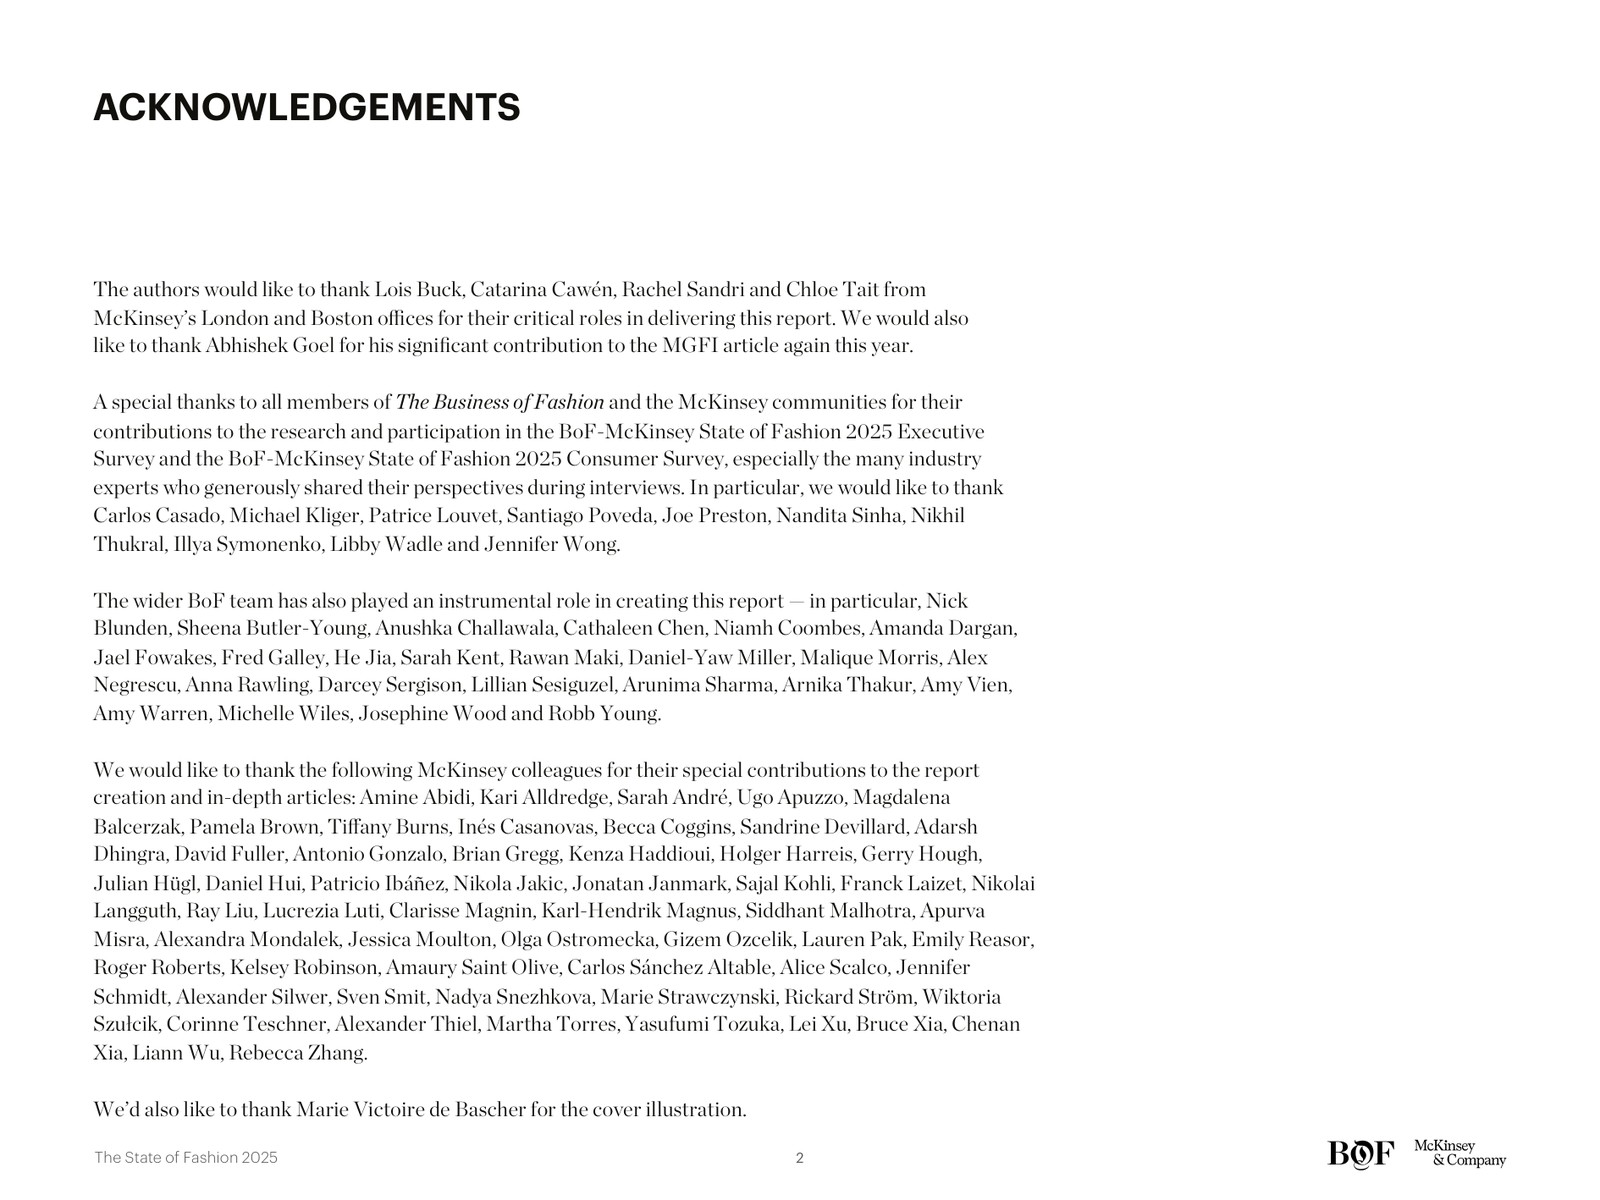 ACKNOWLEDGEMENTS
The authors would like to thank Lois Buck, Catarina Cawén, Rachel Sandri and Chloe Tait from
McKinsey’s London and Boston offices for their critical roles in delivering this report. We would also
like to thank Abhishek Goel for his significant contribution to the MGFI article again this year.
A special thanks to all members of The Business of Fashion and the McKinsey communities for their
contributions to the research and participation in the BoF-McKinsey State of Fashion 2025 Executive
Survey and the BoF-McKinsey State of Fashion 2025 Consumer Survey, especially the many industry
experts who generously shared their perspectives during interviews. In particular, we would like to thank
Carlos Casado, Michael Kliger, Patrice Louvet, Santiago Poveda, Joe Preston, Nandita Sinha, Nikhil
Thukral, Illya Symonenko, Libby Wadle and Jennifer Wong.
The wider BoF team has also played an instrumental role in creating this report — in particular, Nick
Blunden, Sheena Butler-Young, Anushka Challawala, Cathaleen Chen, Niamh Coombes, Amanda Dargan,
Jael Fowakes, Fred Galley, He Jia, Sarah Kent, Rawan Maki, Daniel-Yaw Miller, Malique Morris, Alex
Negrescu, Anna Rawling, Darcey Sergison, Lillian Sesiguzel, Arunima Sharma, Arnika Thakur, Amy Vien,
Amy Warren, Michelle Wiles, Josephine Wood and Robb Young.
We would like to thank the following McKinsey colleagues for their special contributions to the report
creation and in-depth articles: Amine Abidi, Kari Alldredge, Sarah André, Ugo Apuzzo, Magdalena
Balcerzak, Pamela Brown, Tiffany Burns, Inés Casanovas, Becca Coggins, Sandrine Devillard, Adarsh
Dhingra, David Fuller, Antonio Gonzalo, Brian Gregg, Kenza Haddioui, Holger Harreis, Gerry Hough,
Julian Hügl, Daniel Hui, Patricio Ibáñez, Nikola Jakic, Jonatan Janmark, Sajal Kohli, Franck Laizet, Nikolai
Langguth, Ray Liu, Lucrezia Luti, Clarisse Magnin, Karl-Hendrik Magnus, Siddhant Malhotra, Apurva
Misra, Alexandra Mondalek, Jessica Moulton, Olga Ostromecka, Gizem Ozcelik, Lauren Pak, Emily Reasor,
Roger Roberts, Kelsey Robinson, Amaury Saint Olive, Carlos Sánchez Altable, Alice Scalco, Jennifer
Schmidt, Alexander Silwer, Sven Smit, Nadya Snezhkova, Marie Strawczynski, Rickard Ström, Wiktoria
Szułcik, Corinne Teschner, Alexander Thiel, Martha Torres, Yasufumi Tozuka, Lei Xu, Bruce Xia, Chenan
Xia, Liann Wu, Rebecca Zhang.
We’d also like to thank Marie Victoire de Bascher for the cover illustration.
The State of Fashion 2025
2
BOF
McKinsey
& Company